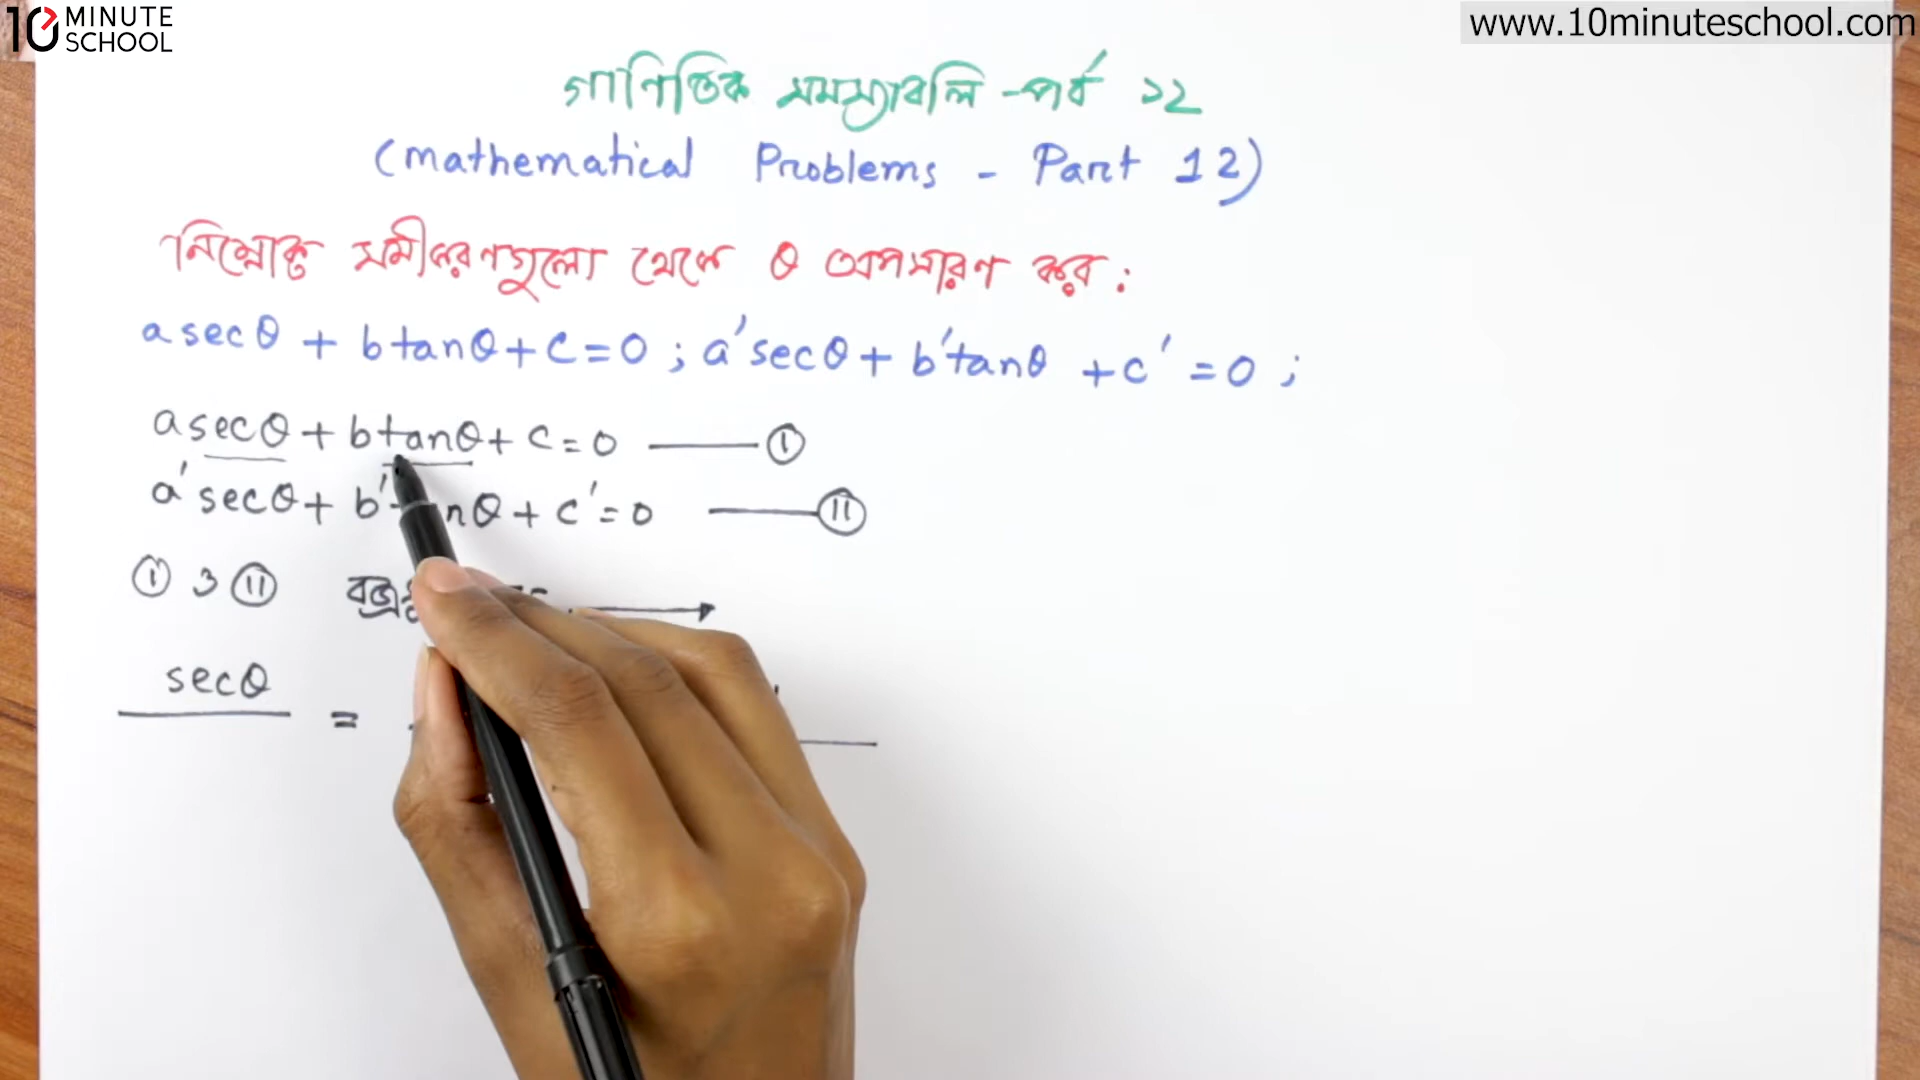 10 MINUTE SCHOOL
www.10minuteschool.com
গাণিতিক সমস্যাবলি - পর্ব ১২
(Mathematical Problems - Part 12)
নিম্নোক্ত সমীকরণগুলো থেকে θ অপসারণ কর :
a secθ + b tanθ + c = 0 ; a' secθ + b' tanθ + c' = 0 ;
a secθ + b tanθ + c = 0 ——— (I)
a' secθ + b' tanθ + c' = 0 ——— (II)
(I) ও (II)
secθ
=